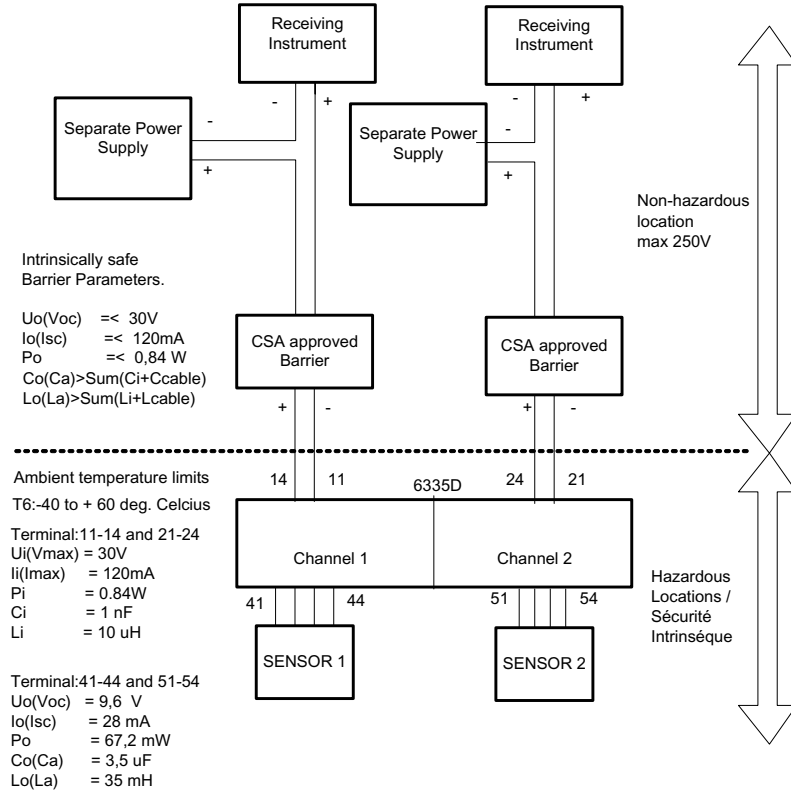 Receiving
Instrument
Receiving
Instrument
- +
- +
Separate Power
Supply
-
+
Separate Power
Supply
-
+
Non-hazardous
location
max 250V
Intrinsically safe
Barrier Parameters.
Uo(Voc) =< 30V
Io(Isc) =< 120mA
Po =< 0,84 W
Co(Ca)>Sum(Ci+Ccable)
Lo(La)>Sum(Li+Lcable)
CSA approved
Barrier
CSA approved
Barrier
+ -
+ -
Ambient temperature limits
T6:-40 to + 60 deg. Celcius
14 11 6335D 24 21
Terminal:11-14 and 21-24
Ui(Vmax) = 30V
Ii(Imax) = 120mA
Pi = 0.84W
Ci = 1 nF
Li = 10 uH
Channel 1
Channel 2
41 44 51 54
Hazardous
Locations /
Sécurité
Intrinséque
SENSOR 1
SENSOR 2
Terminal:41-44 and 51-54
Uo(Voc) = 9,6 V
Io(Isc) = 28 mA
Po = 67,2 mW
Co(Ca) = 3,5 uF
Lo(La) = 35 mH